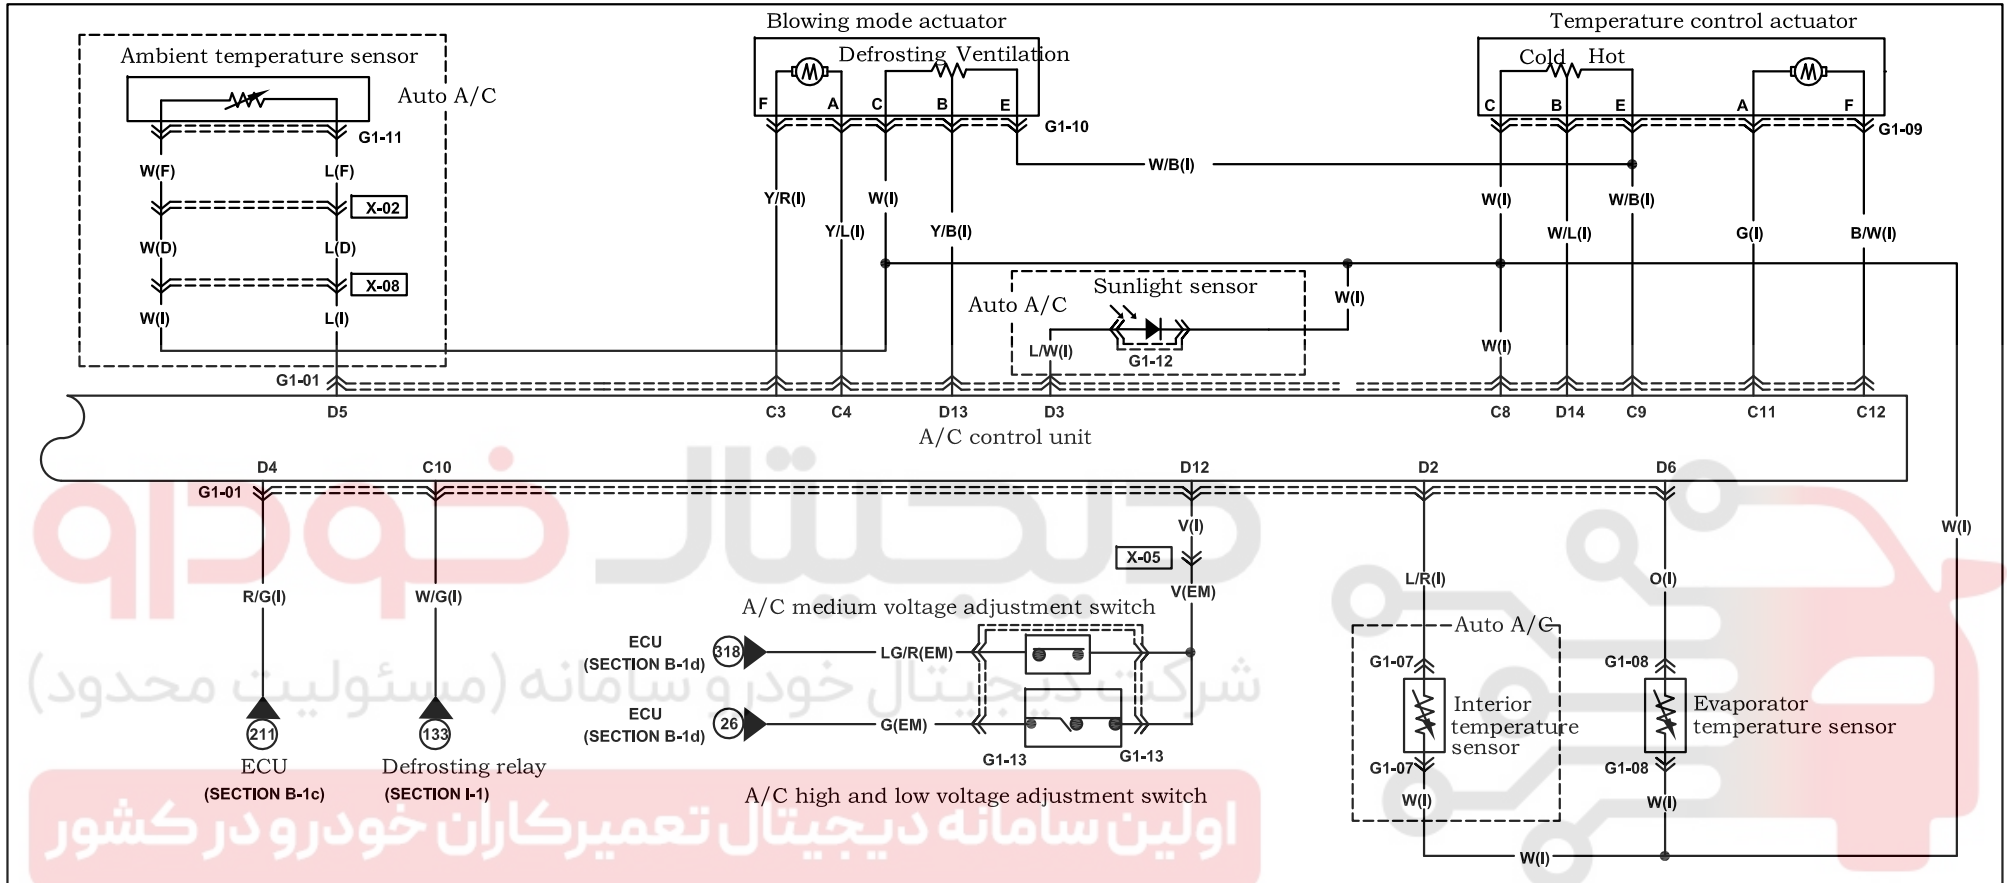 Blowing mode actuator
Temperature control actuator
Ambient temperature sensor
Auto A/C
Defrosting Ventilation
Cold Hot
F A C B E
G1-10
C B E A F
G1-09
G1-11
W(F) L(F)
X-02
W(D) L(D)
X-08
W(I) L(I)
W/B(I)
Y/R(I) W(I)
Y/L(I) Y/B(I)
W(I) W/B(I)
W/L(I) G(I) B/W(I)
Sunlight sensor
Auto A/C
W(I)
L/W(I)
G1-12
W(I)
G1-01
D5 C3 C4 D13 D3 C8 D14 C9 C11 C12
A/C control unit
D4 C10 D12 D2 D6
G1-01
دیجیتال خودرو
V(I)
X-05
V(EM)
W(I)
R/G(I) W/G(I)
L/R(I) O(I)
A/C medium voltage adjustment switch
ECU
(SECTION B-1d)
318
LG/R(EM)
ECU
(SECTION B-1d)
26
G(EM)
G1-13 G1-13
A/C high and low voltage adjustment switch
شرکت دیجیتال خودرو سامانه (مسئولیت محدود)
211
ECU
(SECTION B-1c)
133
Defrosting relay
(SECTION I-1)
Auto A/C
G1-07
Interior
temperature
sensor
G1-07
W(I)
G1-08
Evaporator
temperature sensor
G1-08
W(I)
W(I)
اولین سامانه دیجیتال تعمیرکاران خودرو در کشور